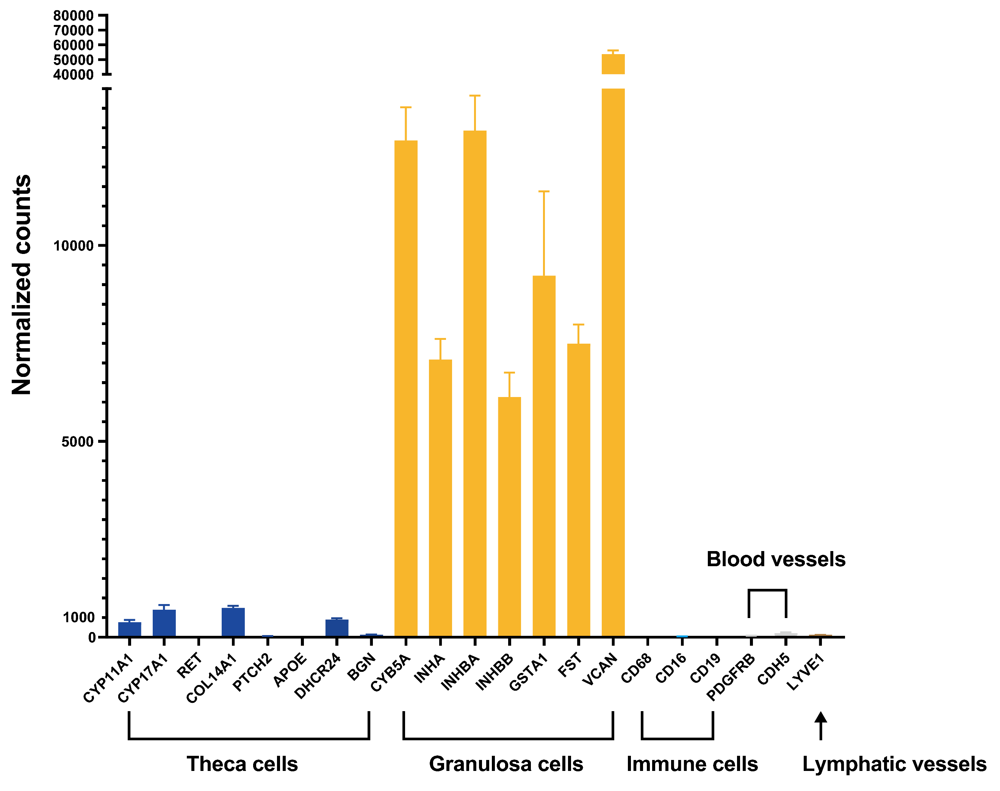 80000
70000
60000
50000
40000
10000
5000
1000
0
Normalized counts
Blood vessels
CYP11A1
CYP17A1
RET
COL14A1
PTCH2
APOE
DHCR24
BGN
CYB5A
INHA
INHBA
INHBB
GSTA1
FST
VCAN
CD68
CD16
CD19
PDGFRB
CDH5
LYVE1
Theca cells
Granulosa cells
Immune cells
Lymphatic vessels